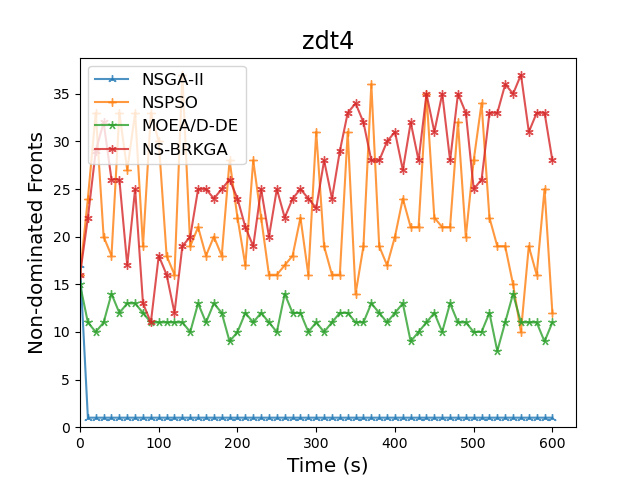 zdt4
NSGA-II
NSPSO
MOEA/D-DE
NS-BRKGA
Non-dominated Fronts
35
30
25
20
15
10
5
0
0 100 200 300 400 500 600
Time (s)